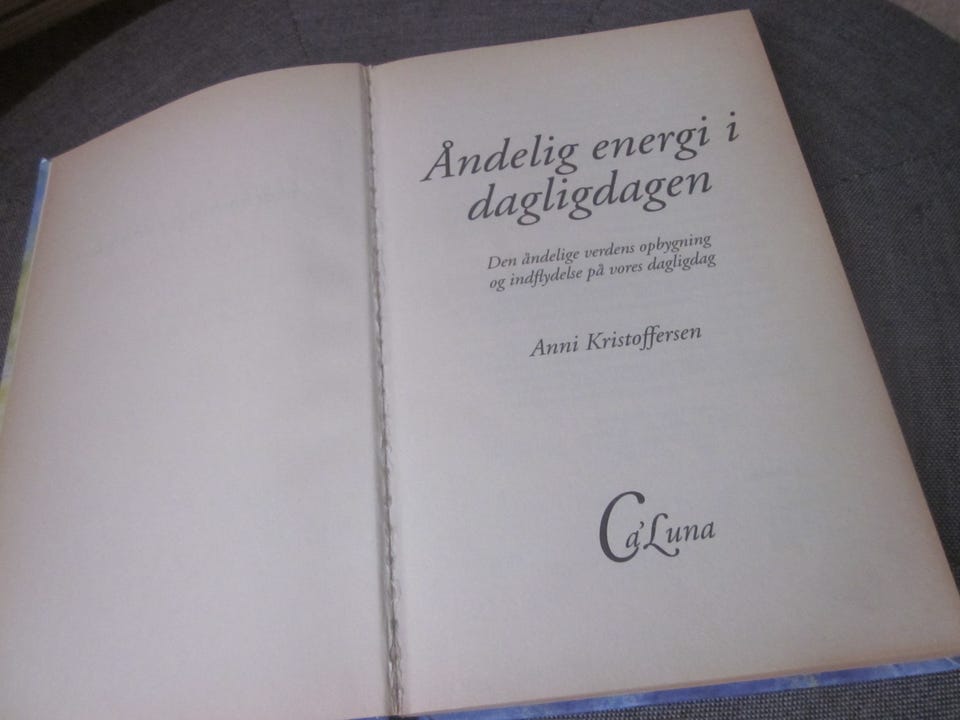 Åndelig energi i
dagligdagen
Den åndelige verdens opbygning
og indflydelse på vores dagligdag
Anni Kristoffersen
Ca'Luna